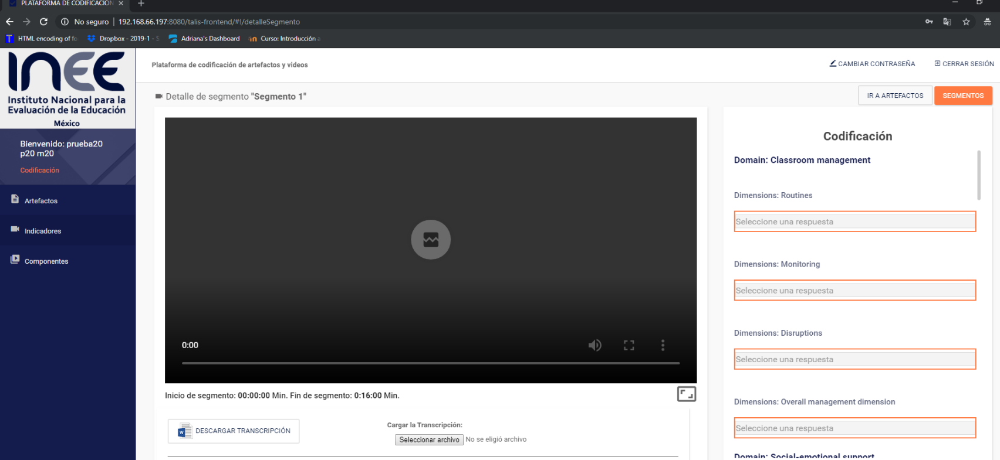 PLATAFORMA DE CODIFICACIÓN
No seguro | 192.168.66.197:8080/talis-frontend/#!/detalleSegmento
HTML encoding of fo
Dropbox - 2019-1 - S
Adriana's Dashboard
Curso: Introducción a
INEE
Instituto Nacional para la
Evaluación de la Educación
México
Plataforma de codificación de artefactos y videos
CAMBIAR CONTRASEÑA
CERRAR SESIÓN
Detalle de segmento "Segmento 1"
IR A ARTEFACTOS
SEGMENTOS
Bienvenido: prueba20
p20 m20
Codificación
Artefactos
Indicadores
Componentes
0:00
Inicio de segmento: 00:00:00 Min. Fin de segmento: 0:16:00 Min.
DESCARGAR TRANSCRIPCIÓN
Cargar la Transcripción:
Seleccionar archivo No se eligió archivo
Codificación
Domain: Classroom management
Dimensions: Routines
Seleccione una respuesta
Dimensions: Monitoring
Seleccione una respuesta
Dimensions: Disruptions
Seleccione una respuesta
Dimensions: Overall management dimension
Seleccione una respuesta
Domain: Social-emotional support